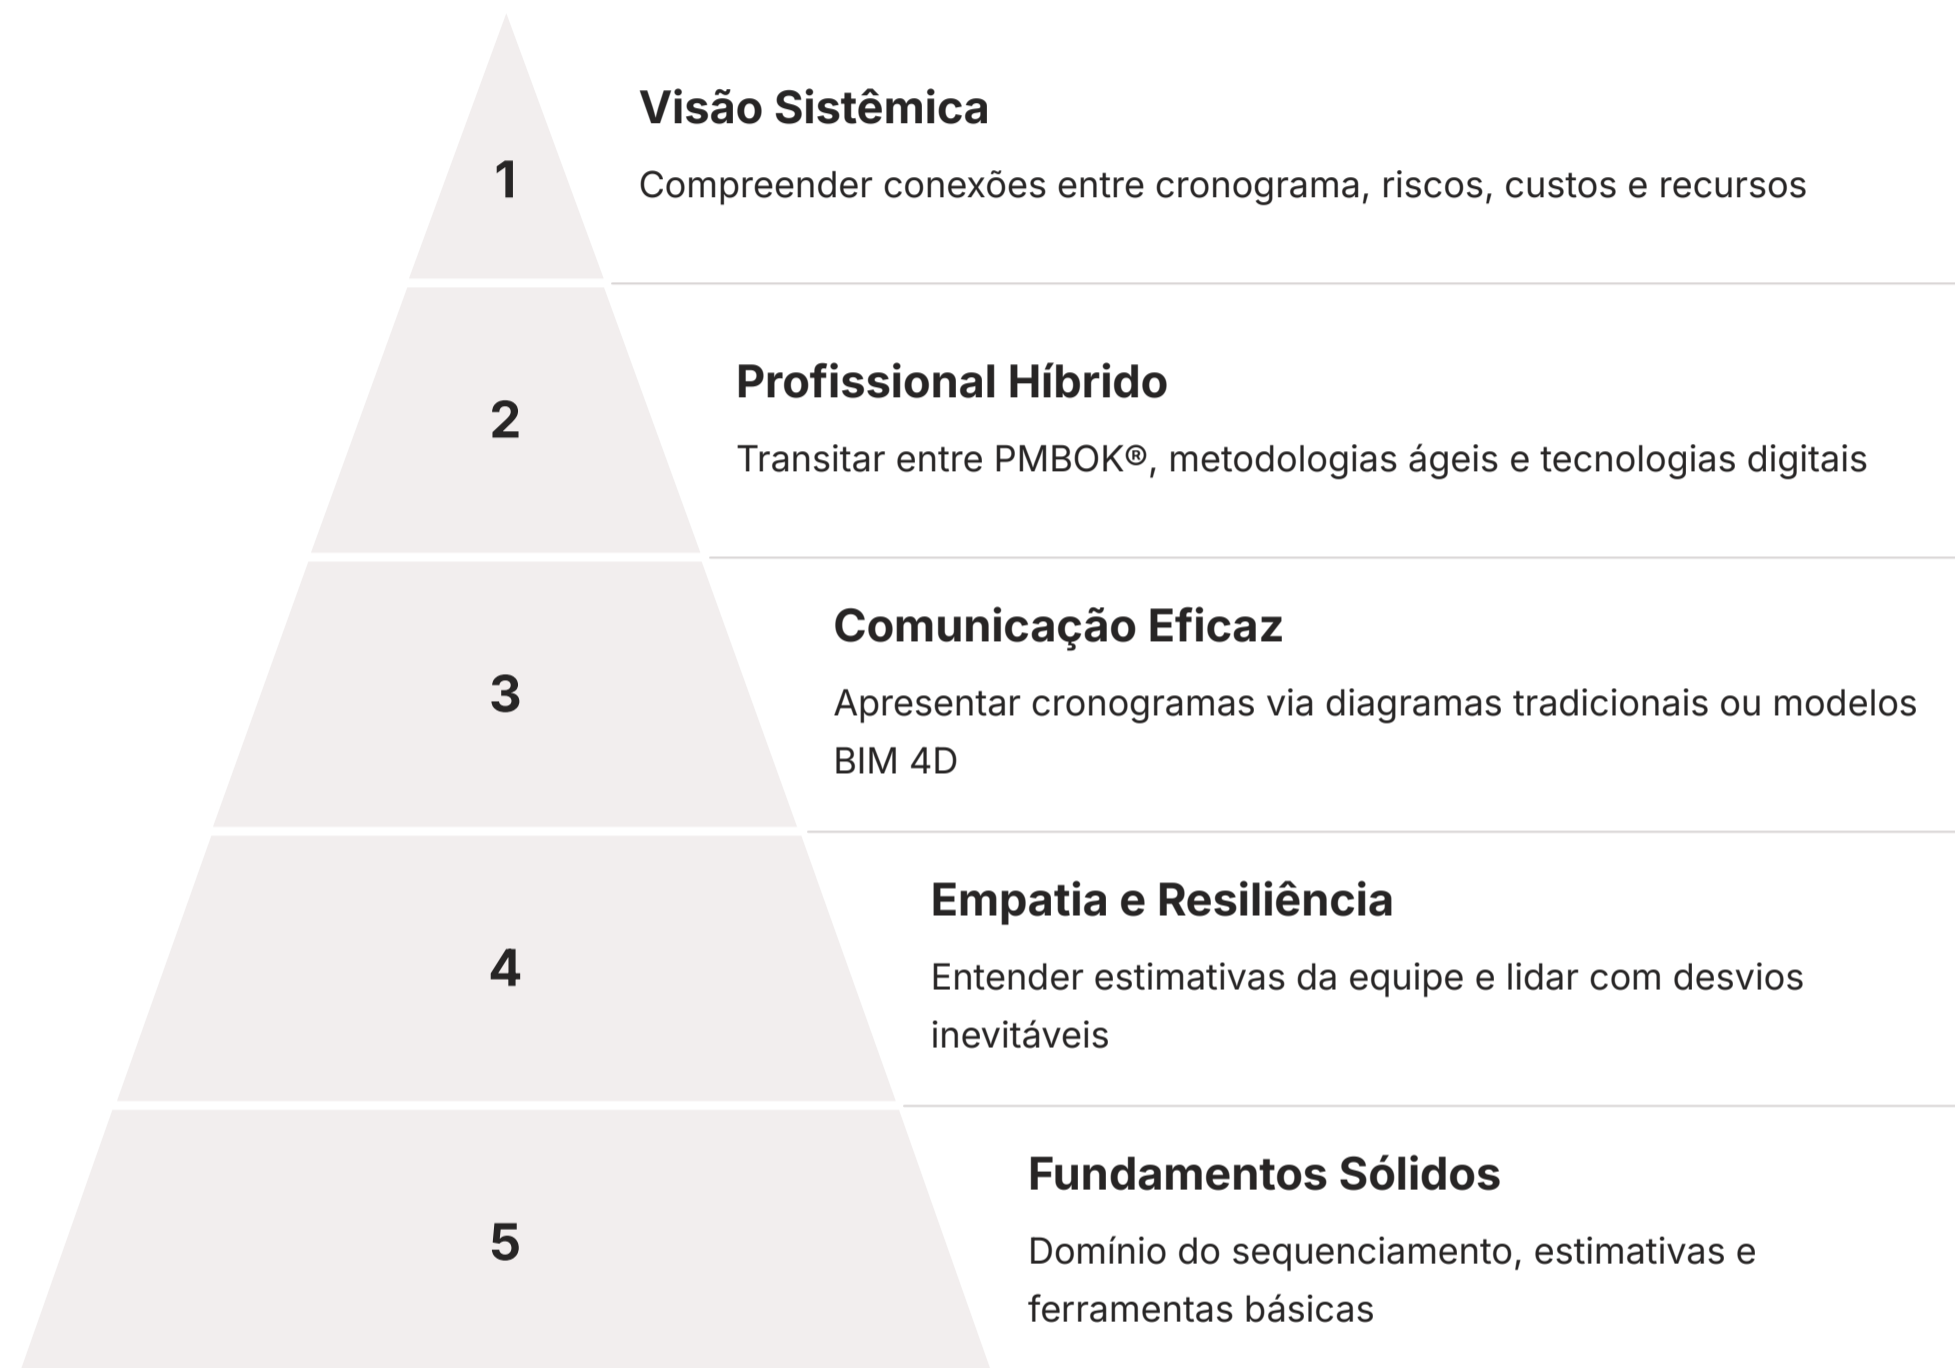 1
Visão Sistêmica
Compreender conexões entre cronograma, riscos, custos e recursos
2
Profissional Híbrido
Transitar entre PMBOK®, metodologias ágeis e tecnologias digitais
3
Comunicação Eficaz
Apresentar cronogramas via diagramas tradicionais ou modelos
BIM 4D
4
Empatia e Resiliência
Entender estimativas da equipe e lidar com desvios
inevitáveis
5
Fundamentos Sólidos
Domínio do sequenciamento, estimativas e
ferramentas básicas